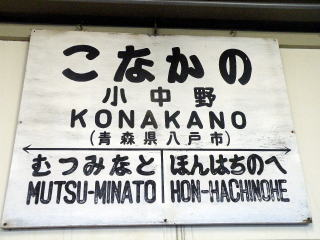 こなかの
小中野
KONAKANO
(青森県八戸市)
むつみなと ほんはちのへ
MUTSU-MINATO HON-HACHINOHE